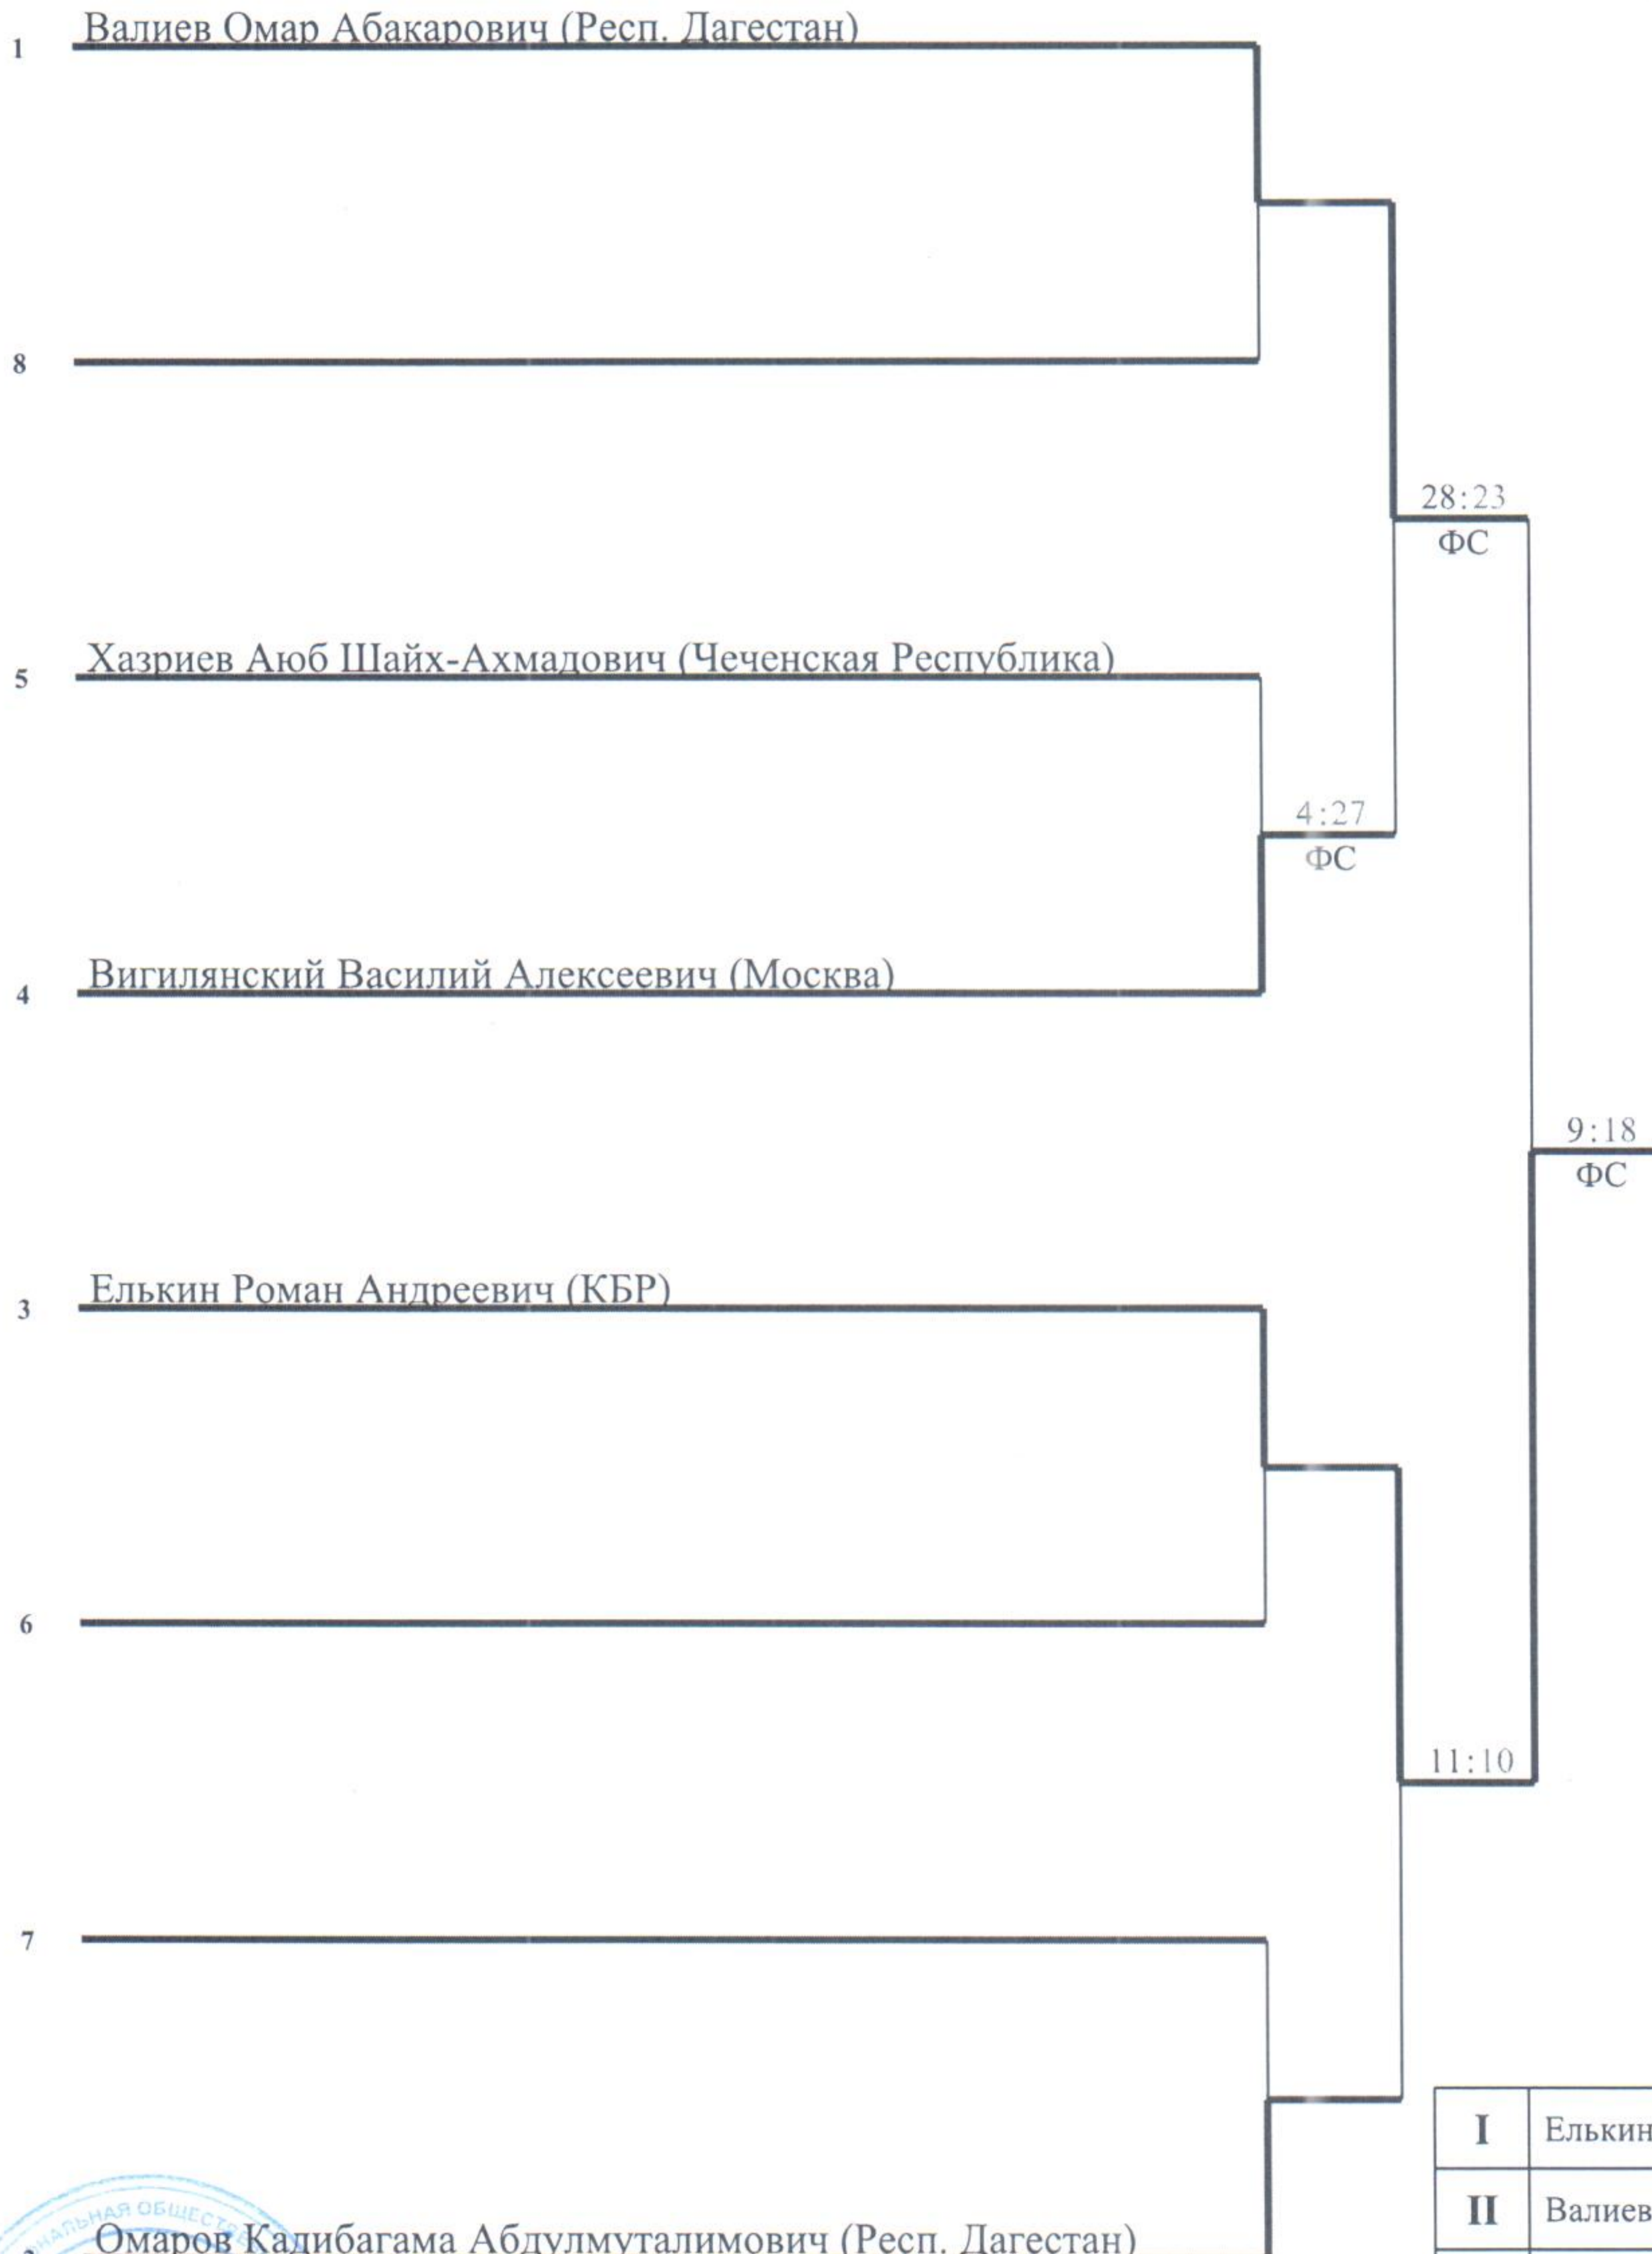 1 Валиев Омар Абакарович (Респ. Дагестан)
8
28:23
ФС
5 Хазриев Аюб Шайх-Ахмадович (Чеченская Республика)
4:27
ФС
4 Вигилянский Василий Алексеевич (Москва)
9:18
ФС
3 Елькин Роман Андреевич (КБР)
6
11:10
7
I Елькин
II Валиев
Омаров Кадибагама Абдулмуталимович (Респ. Дагестан)